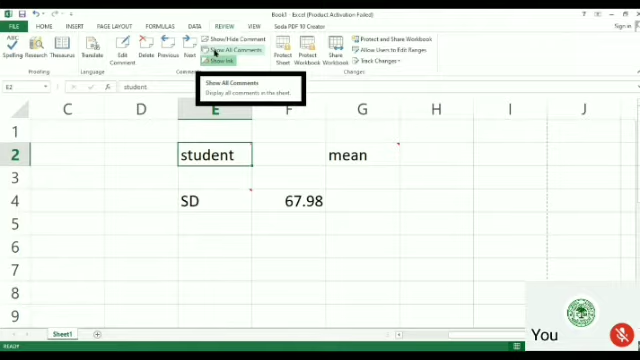 Book1 - Excel (Product Activation Failed)
FILE HOME INSERT PAGE LAYOUT FORMULAS DATA REVIEW VIEW Soda PDF 10 Creator Sign in
Spelling Research Thesaurus
Translate
Edit Comment
Delete Previous Next
Show/Hide Comment
Show All Comments
Show Ink
Protect Sheet
Protect Workbook
Share Workbook
Protect and Share Workbook
Allow Users to Edit Ranges
Track Changes
Proofing Language Changes
Show All Comments
Display all comments in the sheet.
E2 student
C D E F G H I J
1
2 student mean
3
4 SD 67.98
5
6
7
8
9
You
Sheet1
READY